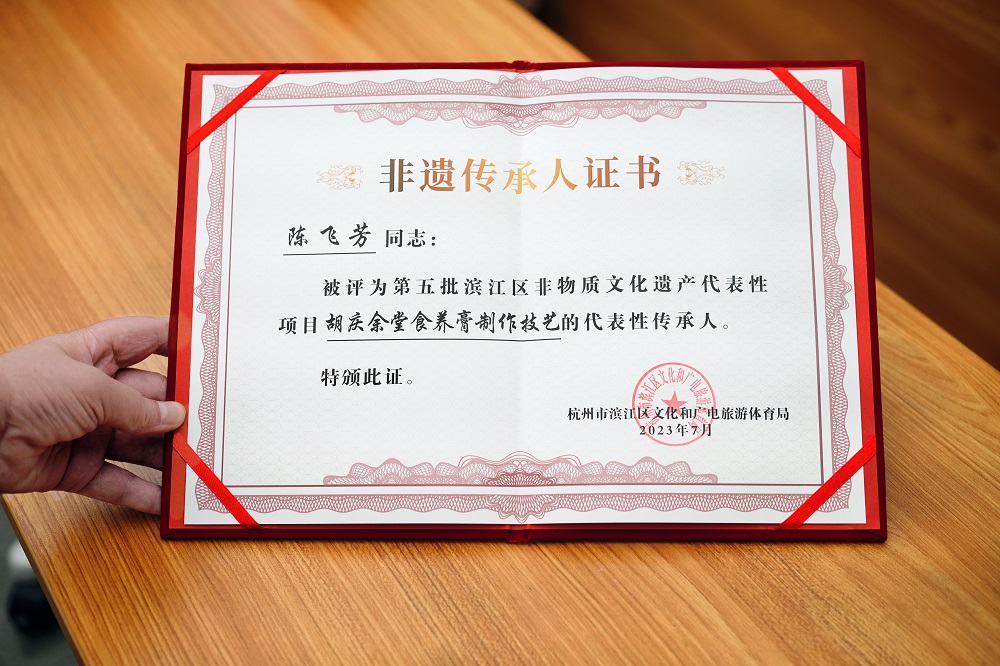 非遗传承人证书
陈飞芳 同志：
被评为第五批滨江区非物质文化遗产代表性
项目胡庆余堂食养膏制作技艺的代表性传承人。
特颁此证。
杭州市滨江区文化和广电旅游体育局
2023年7月